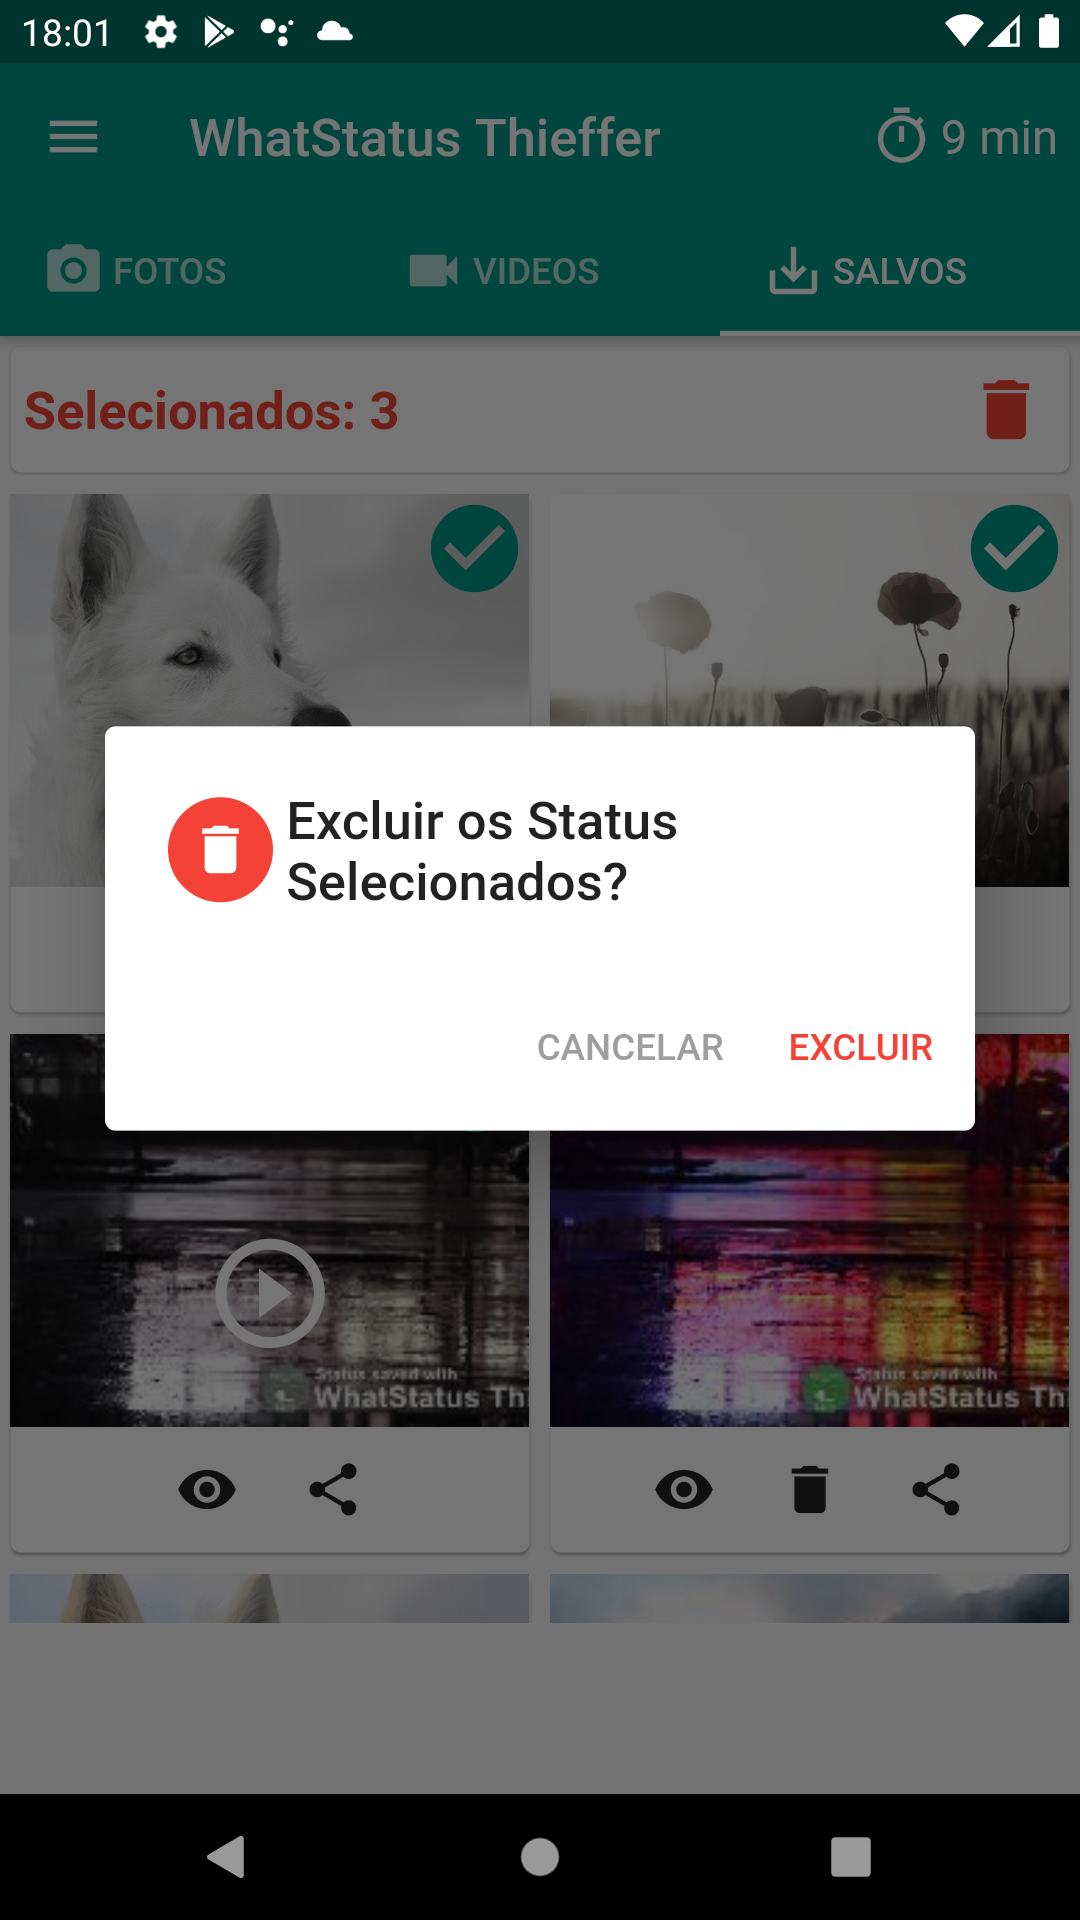 18:01
WhatStatus Thieffer
9 min
FOTOS
VIDEOS
SALVOS
Selecionados: 3
Excluir os Status
Selecionados?
CANCELAR
EXCLUIR
Status saved with
WhatStatus Th
Status saved with
WhatStatus Th